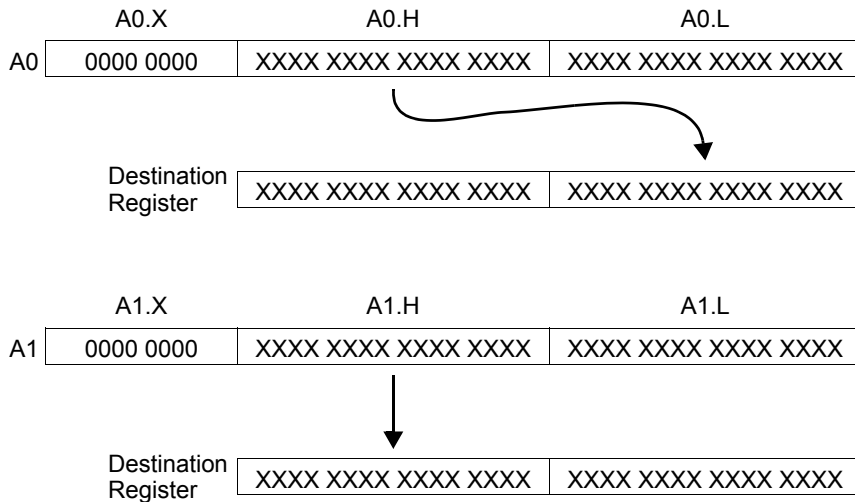 A0.X A0.H A0.L
A0 0000 0000 XXXX XXXX XXXX XXXX XXXX XXXX XXXX XXXX
Destination
Register XXXX XXXX XXXX XXXX XXXX XXXX XXXX XXXX
A1.X A1.H A1.L
A1 0000 0000 XXXX XXXX XXXX XXXX XXXX XXXX XXXX XXXX
Destination
Register XXXX XXXX XXXX XXXX XXXX XXXX XXXX XXXX